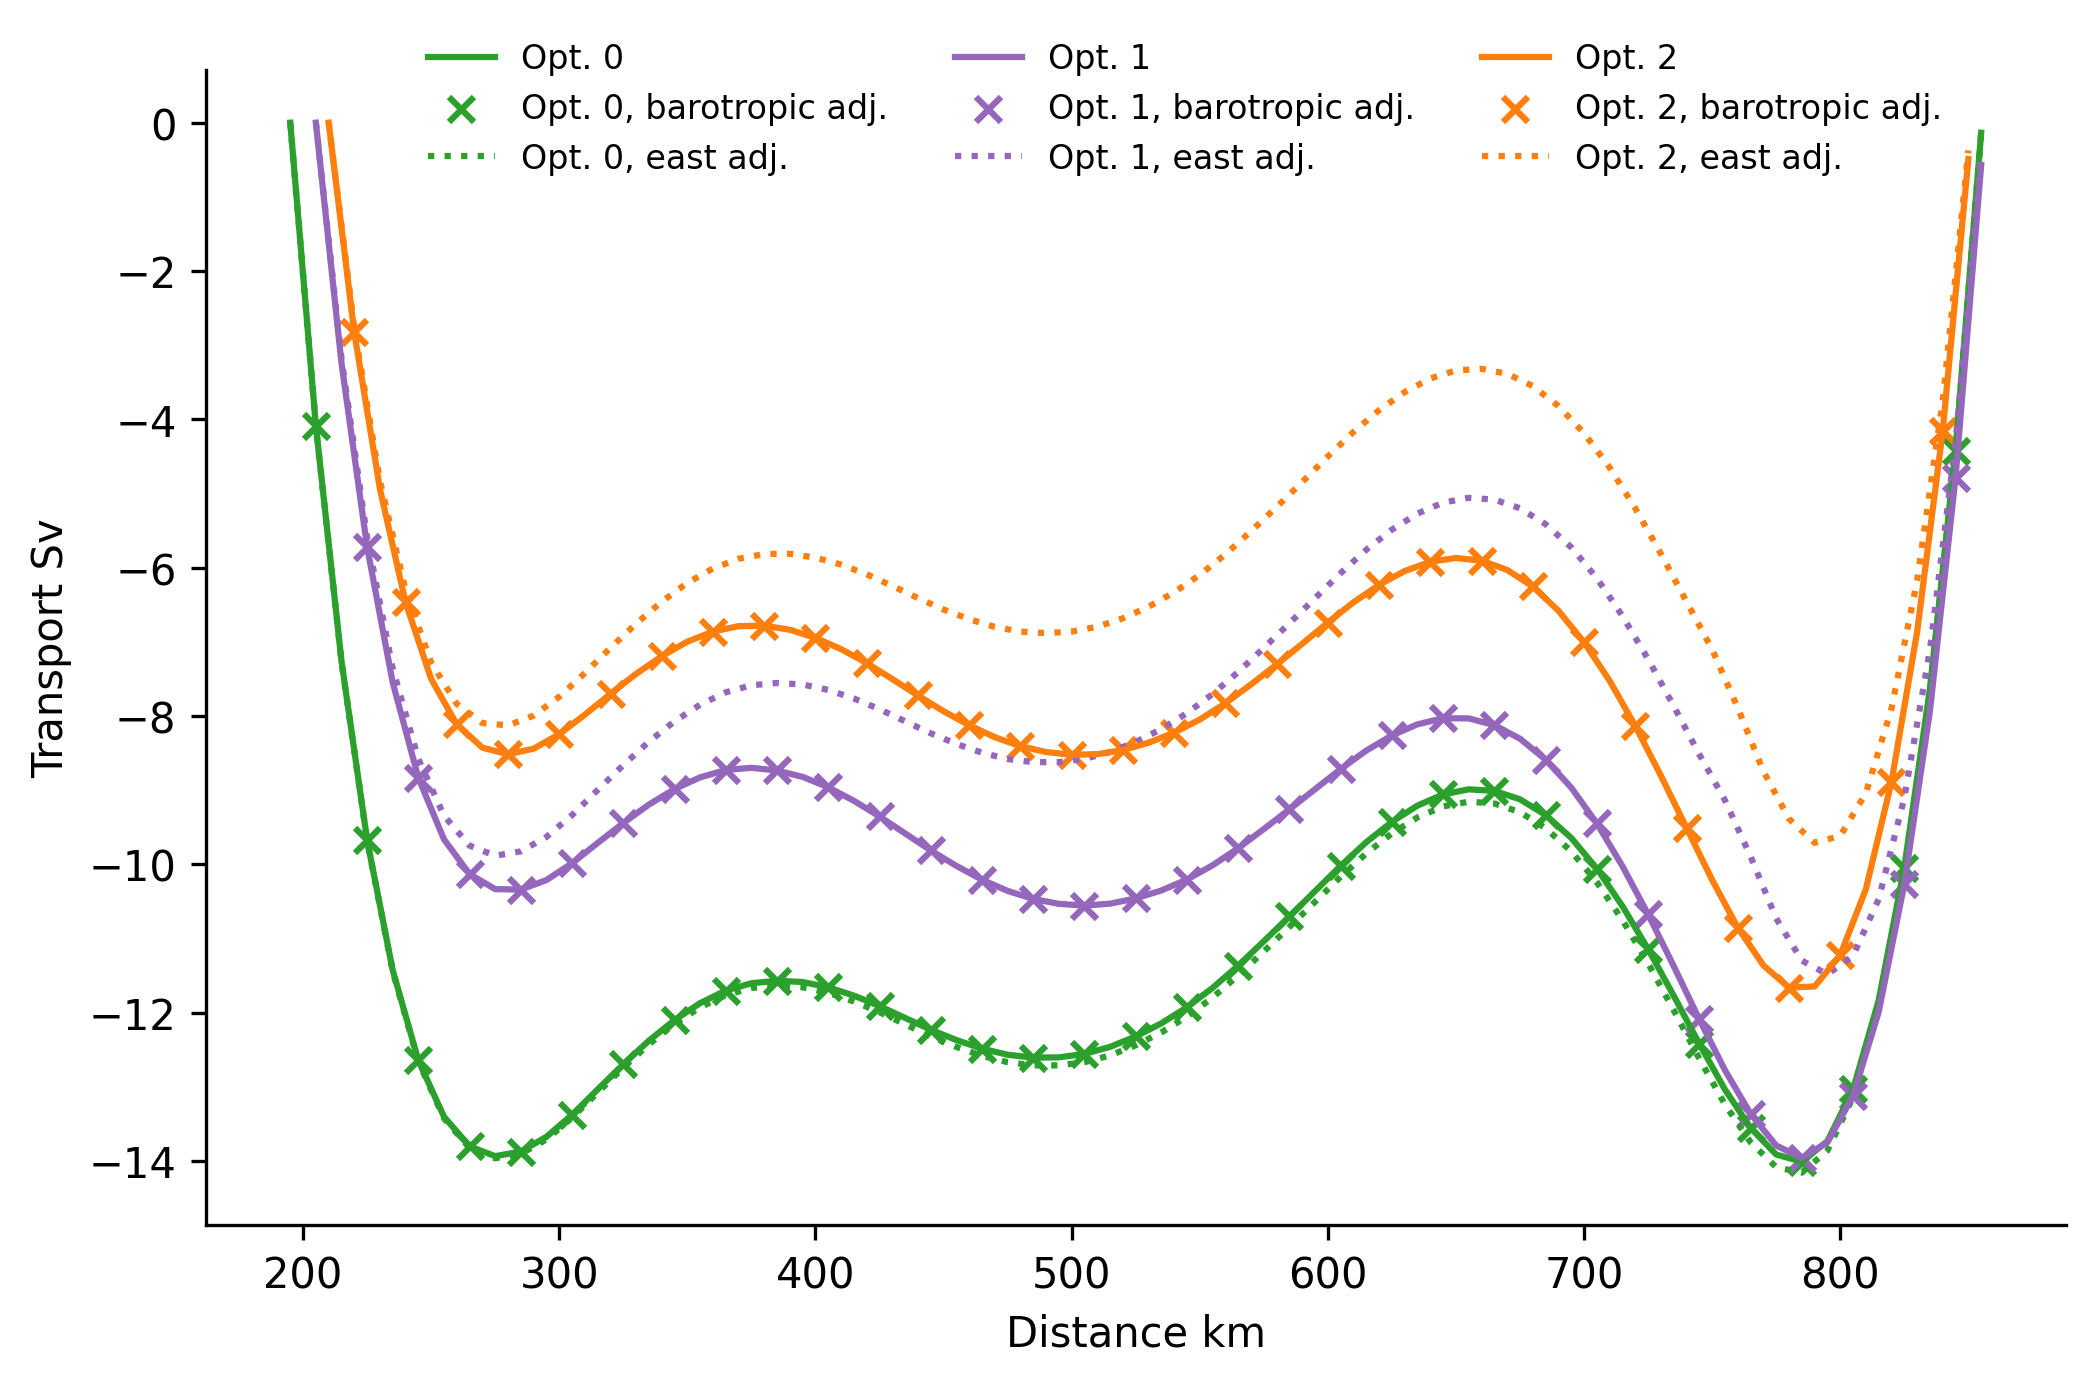 Opt. 0
Opt. 0, barotropic adj.
Opt. 0, east adj.
Opt. 1
Opt. 1, barotropic adj.
Opt. 1, east adj.
Opt. 2
Opt. 2, barotropic adj.
Opt. 2, east adj.
Transport Sv
0
−2
−4
−6
−8
−10
−12
−14
200 300 400 500 600 700 800
Distance km